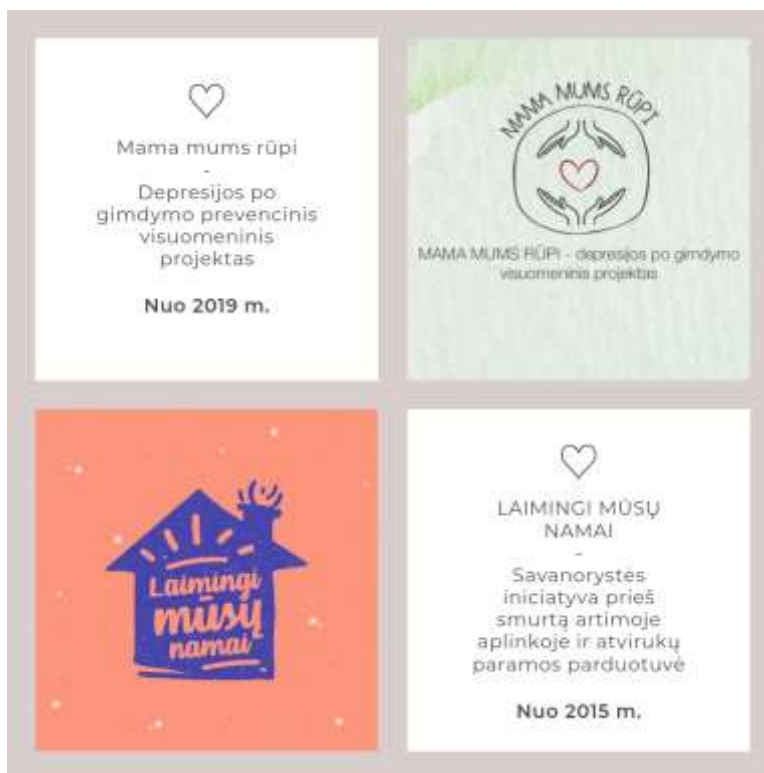 Mama mums rūpi
-
Depresijos po
gimdymo prevencinis
visuomeninis
projektas
Nuo 2019 m.
MAMA MUMS RŪPI
MAMA MUMS RŪPI - depresijos po gimdymo
visuomeninis projektas
Laimingi
mūsų
namai
LAIMINGI MŪSŲ
NAMAI
-
Savanorystės
iniciatyva prieš
smurtą artimoje
aplinkoje ir atvirukų
paramos parduotuvė
Nuo 2015 m.